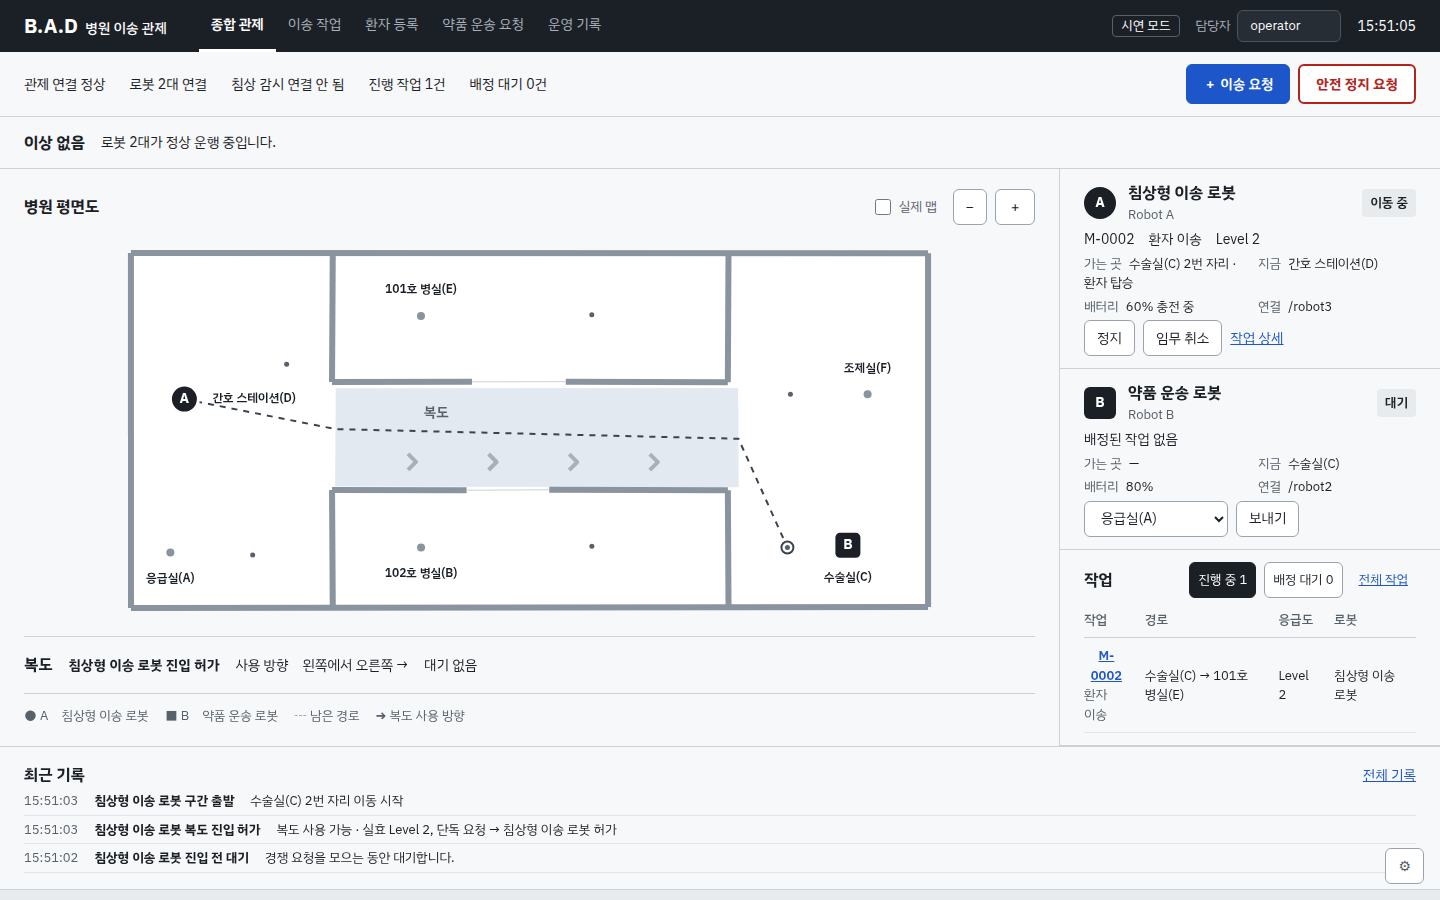 B.A.D 병원 이송 관제
종합 관제
이송 작업
환자 등록
약품 운송 요청
운영 기록
시연 모드
담당자
operator
15:51:05
관제 연결 정상
로봇 2대 연결
침상 감시 연결 안 됨
진행 작업 1건
배정 대기 0건
+ 이송 요청
안전 정지 요청
이상 없음 로봇 2대가 정상 운행 중입니다.
병원 평면도
실제 맵
−
+
101호 병실(E)
조제실(F)
A
간호 스테이션(D)
복도
B
응급실(A)
102호 병실(B)
수술실(C)
복도 침상형 이송 로봇 진입 허가 사용 방향 왼쪽에서 오른쪽 → 대기 없음
● A 침상형 이송 로봇 ■ B 약품 운송 로봇 --- 남은 경로 → 복도 사용 방향
A
침상형 이송 로봇
Robot A
이동 중
M-0002 환자 이송 Level 2
가는 곳 수술실(C) 2번 자리 · 환자 탑승
지금 간호 스테이션(D)
배터리 60% 충전 중
연결 /robot3
정지
임무 취소
작업 상세
B
약품 운송 로봇
Robot B
대기
배정된 작업 없음
가는 곳 —
지금 수술실(C)
배터리 80%
연결 /robot2
응급실(A)
보내기
작업
진행 중 1
배정 대기 0
전체 작업
작업 경로 응급도 로봇
M-0002
환자 이송
수술실(C) → 101호 병실(E)
Level 2
침상형 이송 로봇
최근 기록
전체 기록
15:51:03 침상형 이송 로봇 구간 출발 수술실(C) 2번 자리 이동 시작
15:51:03 침상형 이송 로봇 복도 진입 허가 복도 사용 가능 · 실효 Level 2, 단독 요청 → 침상형 이송 로봇 허가
15:51:02 침상형 이송 로봇 진입 전 대기 경쟁 요청을 모으는 동안 대기합니다.